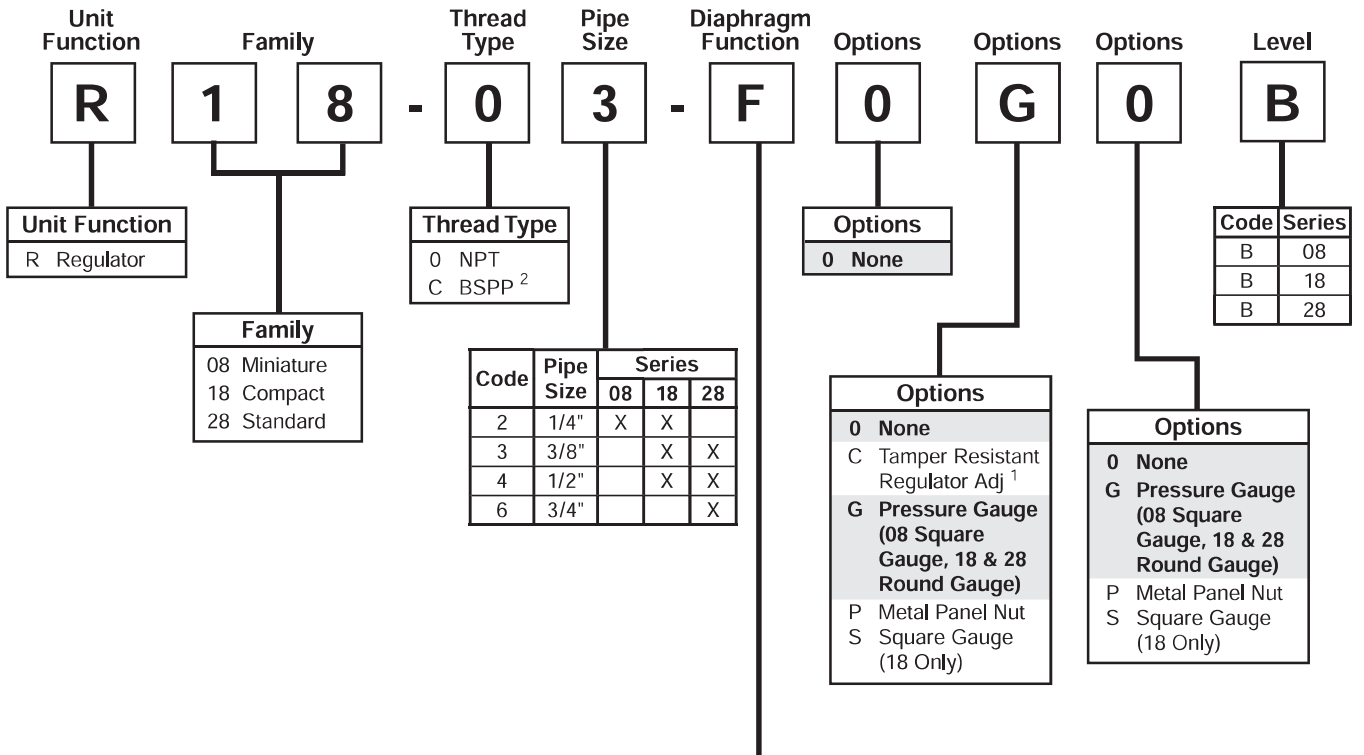 Unit Function
Family
Thread Type
Pipe Size
Diaphragm Function
Options
Options
Options
Level
R 1 8 - 0 3 - F 0 G 0 B
Unit Function
R Regulator
Family
08 Miniature
18 Compact
28 Standard
Thread Type
0 NPT
C BSPP 2
Code Pipe Size Series
08 18 28
2 1/4" X X
3 3/8" X X
4 1/2" X X
6 3/4" X
Options
0 None
Options
0 None
C Tamper Resistant
Regulator Adj 1
G Pressure Gauge
(08 Square
Gauge, 18 & 28
Round Gauge)
P Metal Panel Nut
S Square Gauge
(18 Only)
Options
0 None
G Pressure Gauge
(08 Square
Gauge, 18 & 28
Round Gauge)
P Metal Panel Nut
S Square Gauge
(18 Only)
Code Series
B 08
B 18
B 28